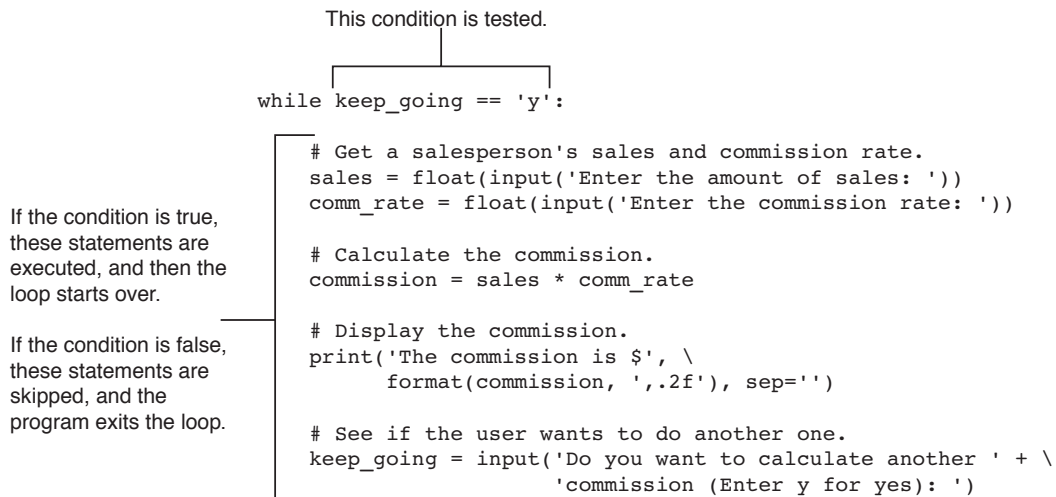 This condition is tested.
while keep_going == 'y':
# Get a salesperson's sales and commission rate.
sales = float(input('Enter the amount of sales: '))
comm_rate = float(input('Enter the commission rate: '))
If the condition is true,
these statements are
executed, and then the
loop starts over.
# Calculate the commission.
commission = sales * comm_rate
If the condition is false,
these statements are
skipped, and the
program exits the loop.
# Display the commission.
print('The commission is $', \
format(commission, ',.2f'), sep='')
# See if the user wants to do another one.
keep_going = input('Do you want to calculate another ' + \
'commission (Enter y for yes): ')